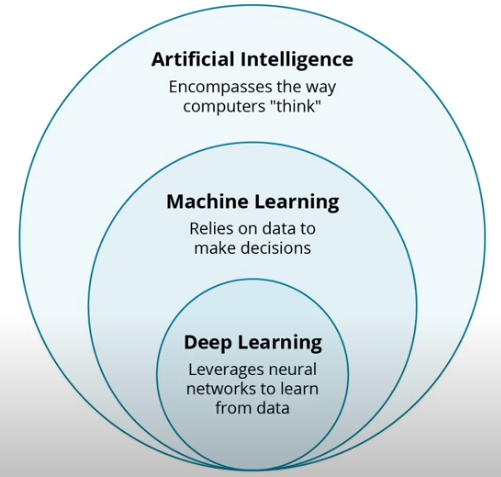 Artificial Intelligence
Encompasses the way
computers "think"
Machine Learning
Relies on data to
make decisions
Deep Learning
Leverages neural
networks to learn
from data